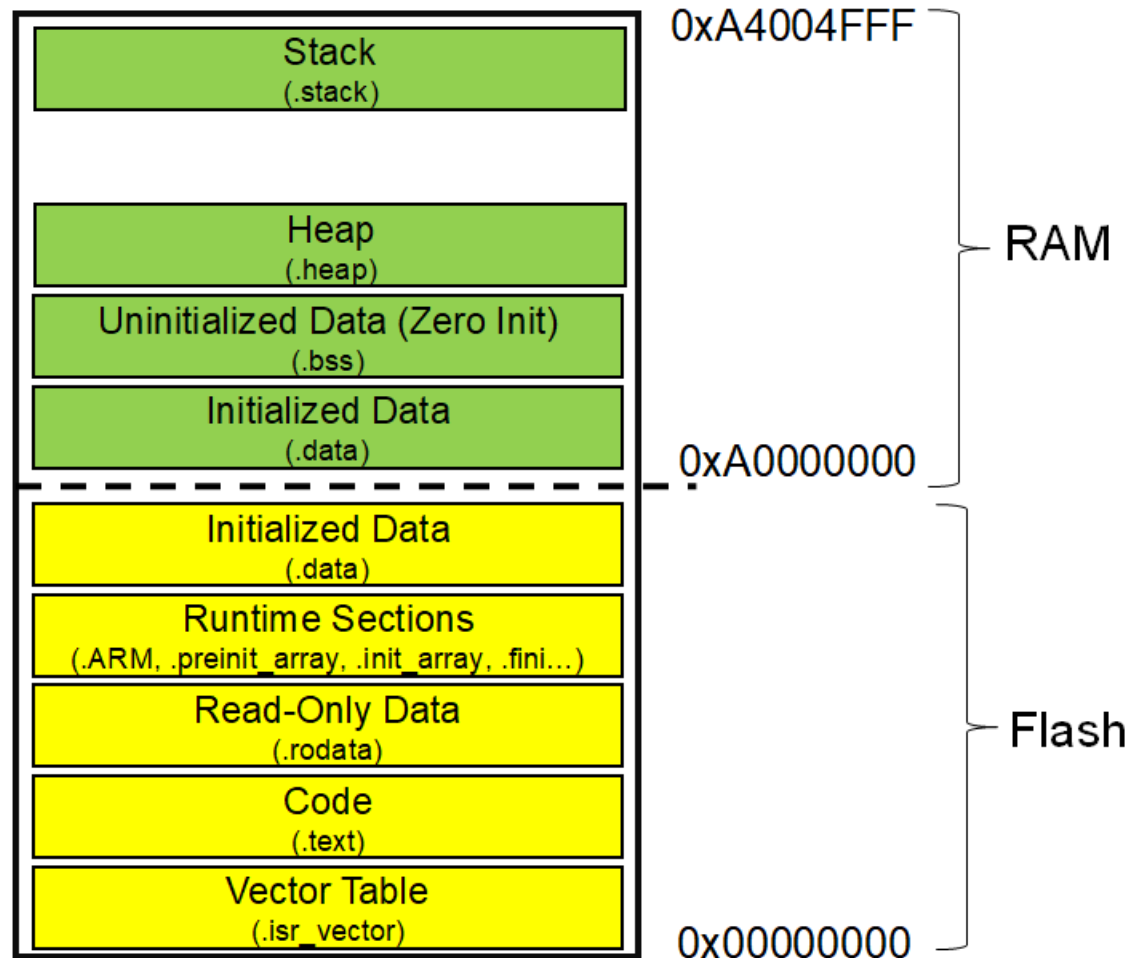 0xA4004FFF
Stack
(.stack)
Heap
(.heap)
RAM
Uninitialized Data (Zero Init)
(.bss)
Initialized Data
(.data)
0xA0000000
Initialized Data
(.data)
Runtime Sections
(.ARM, .preinit_array, .init_array, .fini...)
Read-Only Data
(.rodata)
Flash
Code
(.text)
Vector Table
(.isr_vector)
0x00000000